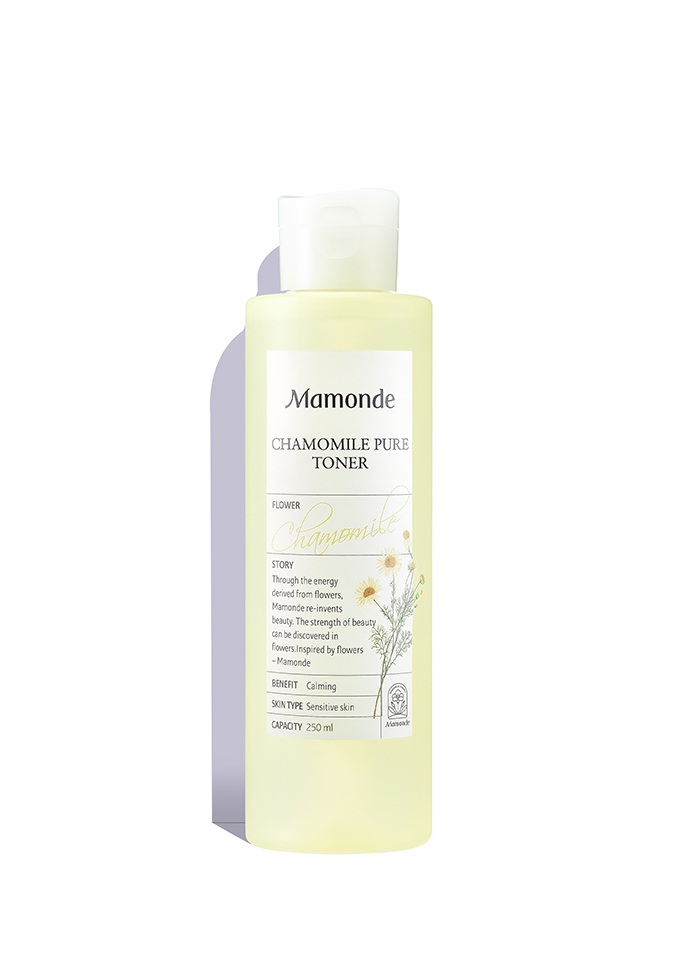 Mamonde
CHAMOMILE PURE
TONER
FLOWER
Chamomile
STORY
Through the energy
derived from flowers,
Mamonde re-invents
beauty. The strength of beauty
can be discovered in
flowers.Inspired by flowers
– Mamonde
BENEFIT Calming
SKIN TYPE Sensitive skin
CAPACITY 250 ml
Mamonde